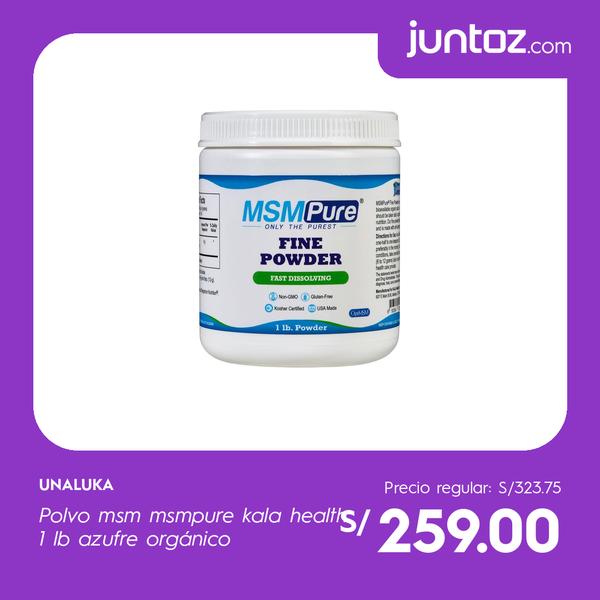 juntoz.com
MSMPure®
ONLY THE PUREST
FINE
POWDER
FAST DISSOLVING
Non-GMO Gluten-Free
Kosher Certified USA Made
OptiMSM
1 lb. Powder
UNALUKA
Precio regular: S/323.75
Polvo msm msmpure kala health
1 lb azufre orgánico
S/ 259.00